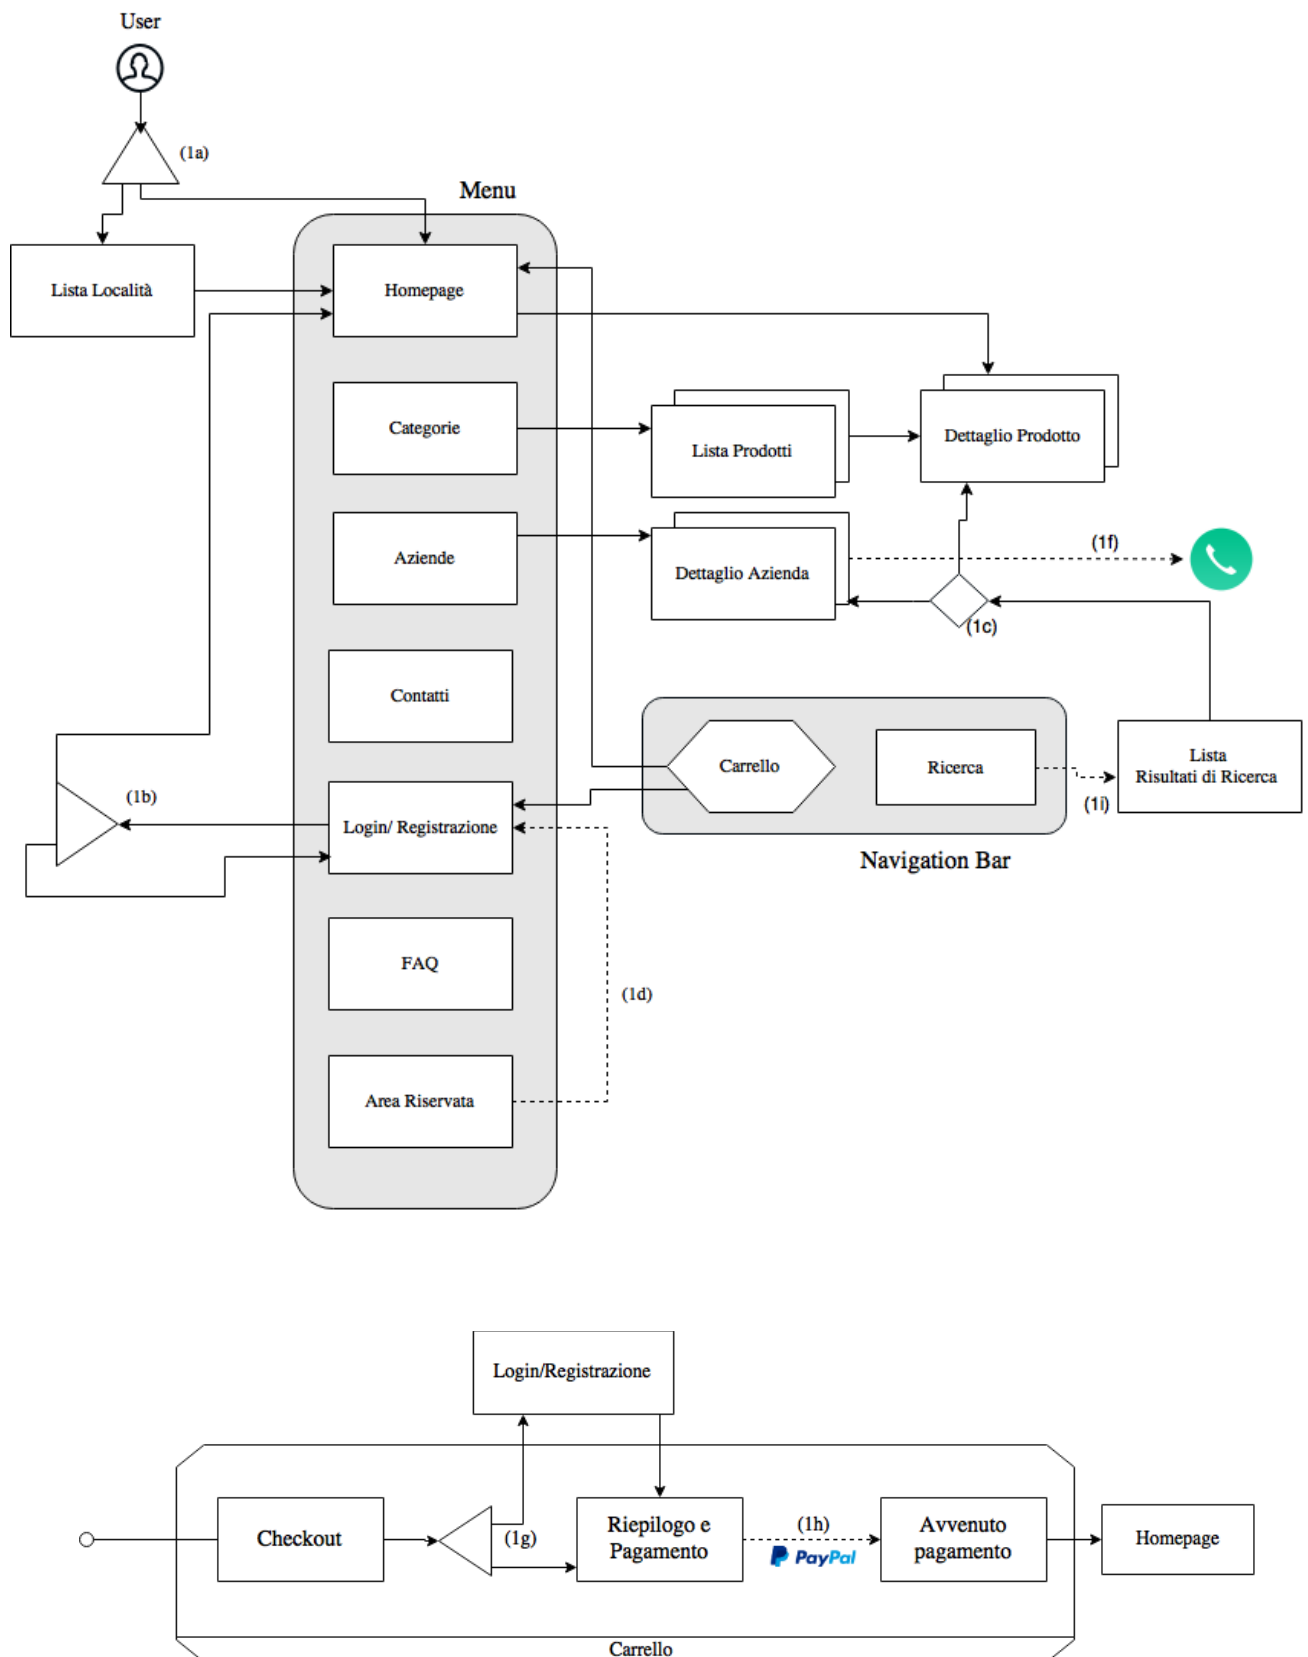 User
(1a)
Menu
Lista Località
Homepage
Categorie
Lista Prodotti
Dettaglio Prodotto
Aziende
Dettaglio Azienda
(1f)
(1c)
Contatti
Carrello
Ricerca
Lista
Risultati di Ricerca
(1i)
(1b)
Login/ Registrazione
Navigation Bar
FAQ
(1d)
Area Riservata
Login/Registrazione
Checkout
(1g)
Riepilogo e
Pagamento
(1h)
PayPal
Avvenuto
pagamento
Homepage
Carrello